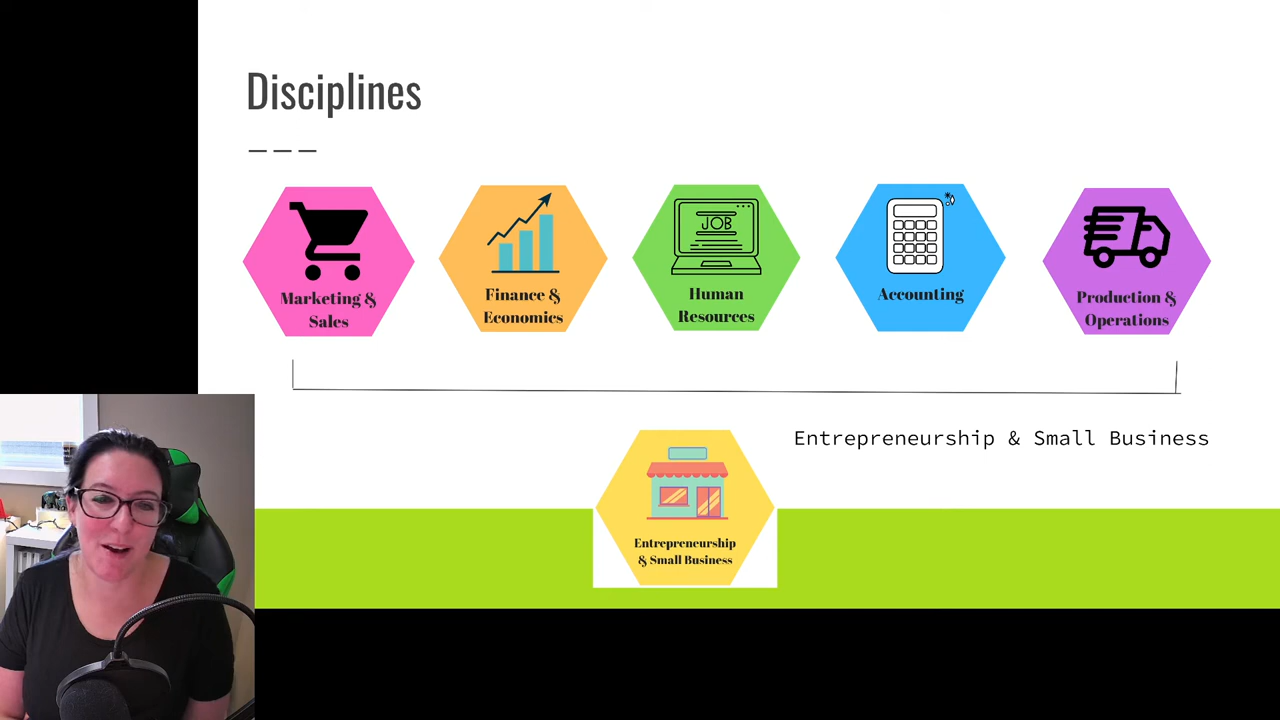 Disciplines
JOB
Marketing &
Sales
Finance &
Economics
Human
Resources
Accounting
Production &
Operations
Entrepreneurship & Small Business
Entrepreneurship
& Small Business